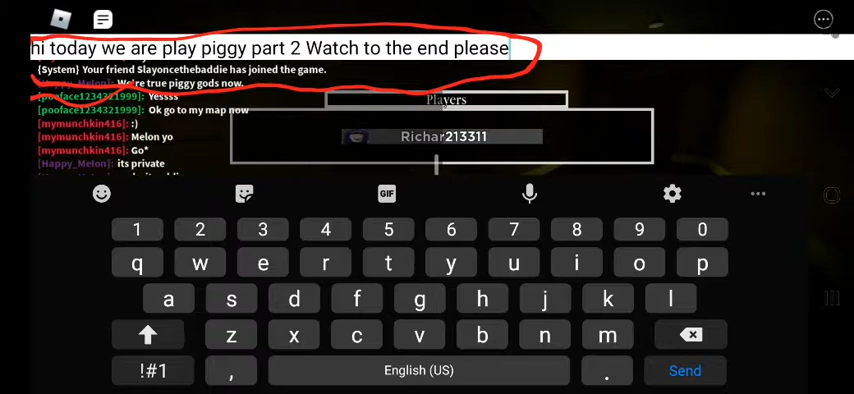 hi today we are play piggy part 2 Watch to the end please
{System} Your friend Slayoncethebaddie has joined the game.
[Happy_Melon]: We're true piggy gods now.
[pooface1234321999]: Yessss
[pooface1234321999]: Ok go to my map now
[mymunchkin416]: :)
[mymunchkin416]: Melon yo
[mymunchkin416]: Go*
[Happy_Melon]: its private
Players
Richar213311
GIF
1 2 3 4 5 6 7 8 9 0
q w e r t y u i o p
a s d f g h j k l
z x c v b n m
!#1 , English (US) . Send